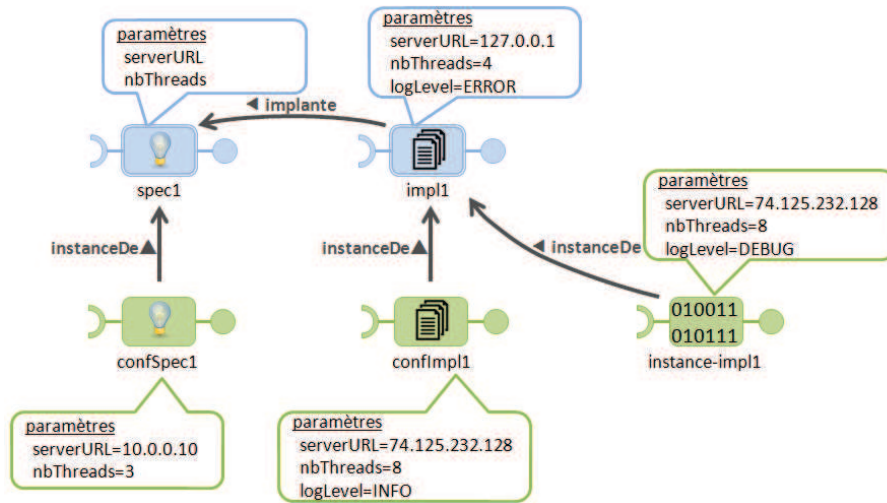 paramètres
serverURL
nbThreads
paramètres
serverURL=127.0.0.1
nbThreads=4
logLevel=ERROR
◄ implante
spec1
impl1
paramètres
serverURL=74.125.232.128
nbThreads=8
logLevel=DEBUG
instanceDe▲
instanceDe▲
◄ instanceDe
010011
010111
confSpec1
confImpl1
instance-impl1
paramètres
serverURL=10.0.0.10
nbThreads=3
paramètres
serverURL=74.125.232.128
nbThreads=8
logLevel=INFO